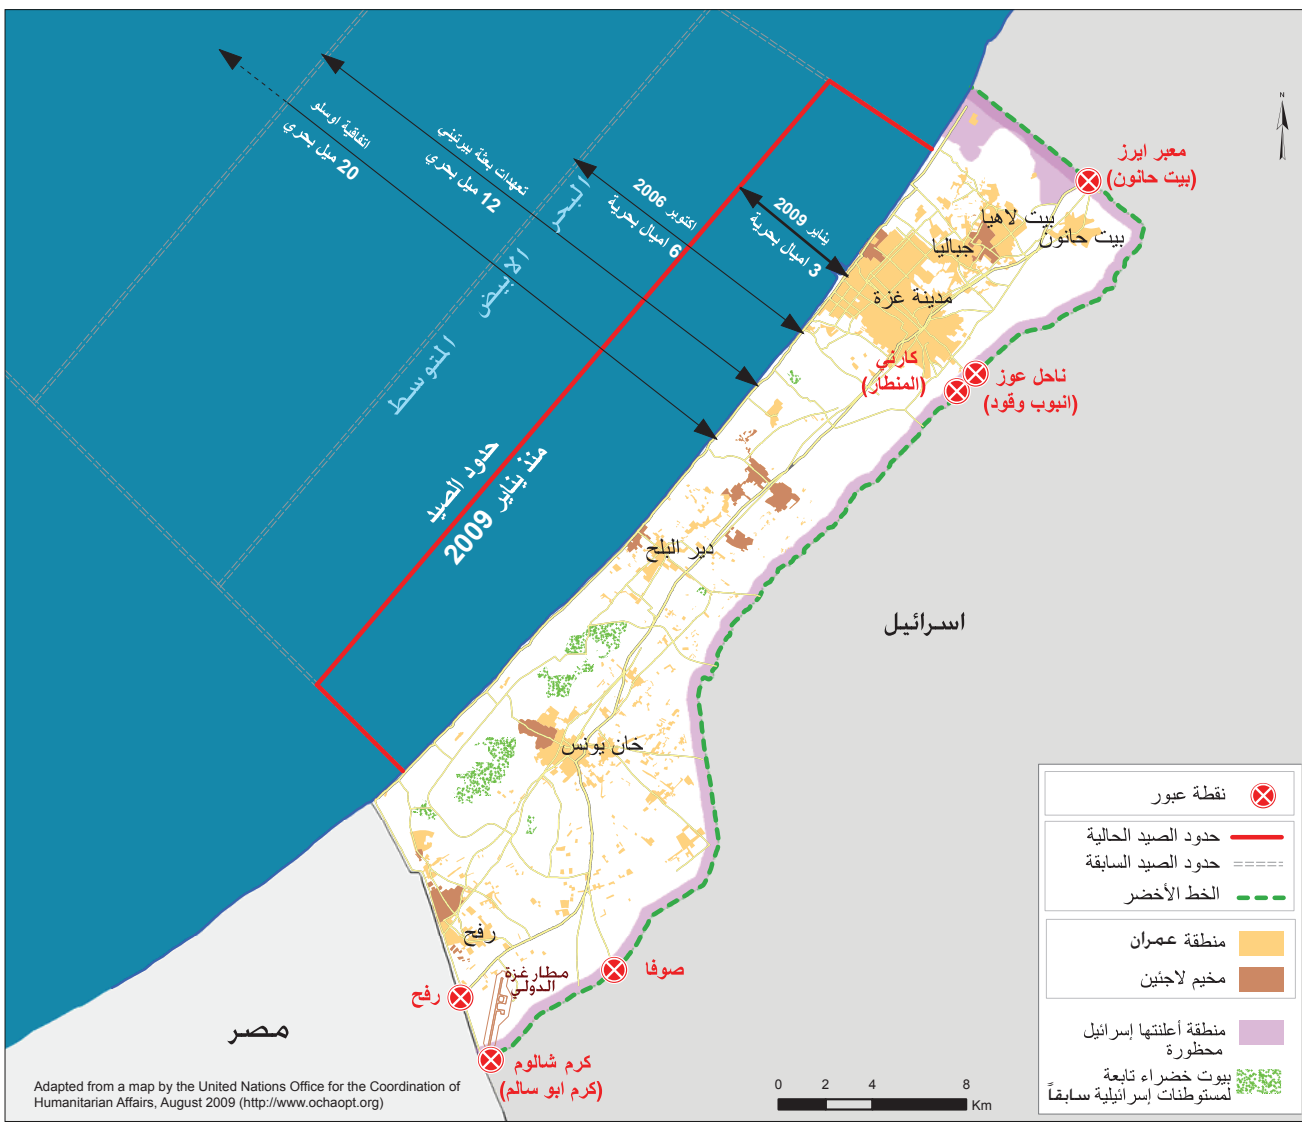 اتفاقية اوسلو
20 ميل بحري
تعهدات بعثة بيرتيني
12 ميل بحري
اكتوبر 2006
6 اميال بحرية
يناير 2009
3 اميال بحرية
البحر الابيض المتوسط
حدود الصيد
منذ يناير 2009
N
معبر ايرز
(بيت حانون)
بيت لاهيا
بيت حانون
جباليا
مدينة غزة
كارني
(المنطار)
ناحل عوز
(انبوب وقود)
دير البلح
اسرائيل
خان يونس
رفح
مطار غزة
الدولي
صوفا
رفح
مصر
كرم شالوم
(كرم ابو سالم)
نقطة عبور
حدود الصيد الحالية
حدود الصيد السابقة
الخط الأخضر
منطقة عمران
مخيم لاجئين
منطقة أعلنتها إسرائيل
محظورة
بيوت خضراء تابعة
لمستوطنات إسرائيلية سابقاً
0 2 4 8
Km
Adapted from a map by the United Nations Office for the Coordination of
Humanitarian Affairs, August 2009 (http://www.ochaopt.org)